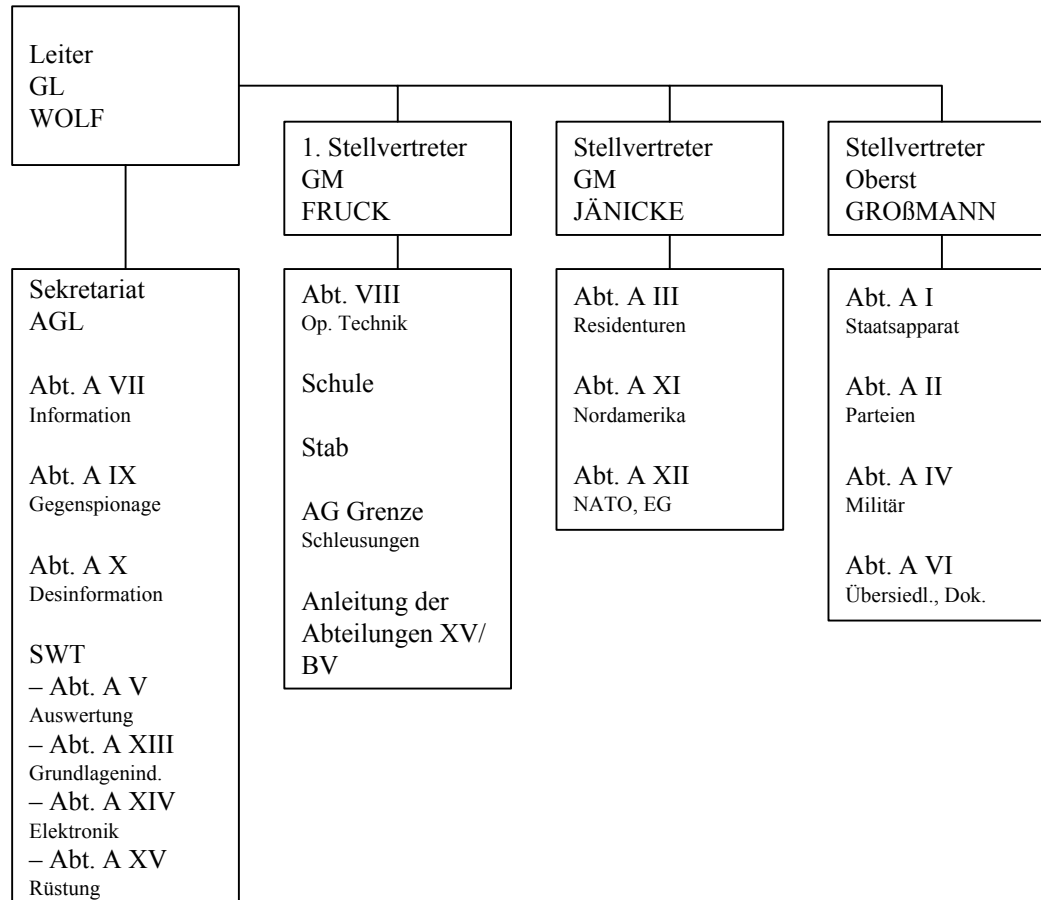 Leiter
GL
WOLF
1. Stellvertreter
GM
FRUCK
Stellvertreter
GM
JÄNICKE
Stellvertreter
Oberst
GROßMANN
Sekretariat
AGL
Abt. A VII
Information
Abt. A IX
Gegenspionage
Abt. A X
Desinformation
SWT
– Abt. A V
Auswertung
– Abt. A XIII
Grundlagenind.
– Abt. A XIV
Elektronik
– Abt. A XV
Rüstung
Abt. VIII
Op. Technik
Schule
Stab
AG Grenze
Schleusungen
Anleitung der
Abteilungen XV/
BV
Abt. A III
Residenturen
Abt. A XI
Nordamerika
Abt. A XII
NATO, EG
Abt. A I
Staatsapparat
Abt. A II
Parteien
Abt. A IV
Militär
Abt. A VI
Übersiedl., Dok.